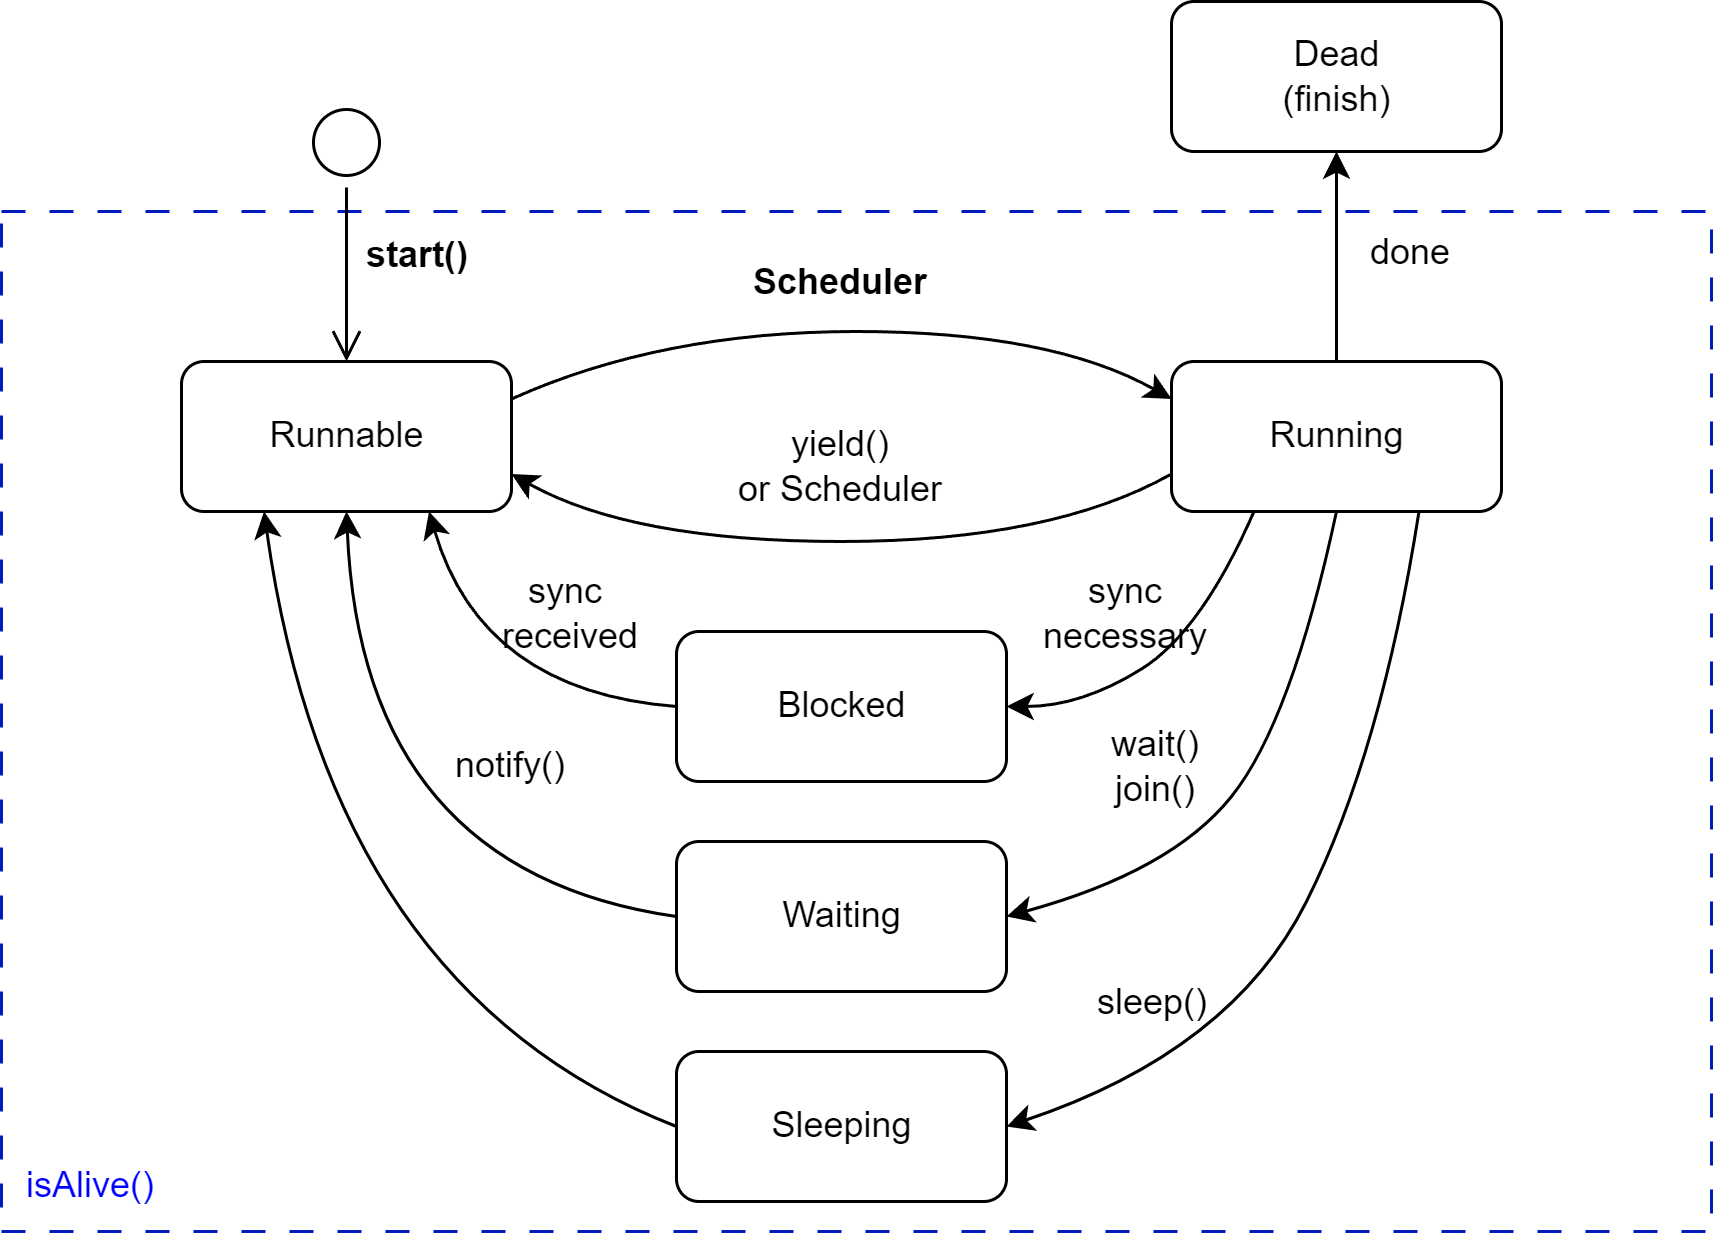 Dead
(finish)
start()
Scheduler
done
Runnable
yield()
or Scheduler
Running
sync
received
sync
necessary
Blocked
notify()
wait()
join()
Waiting
sleep()
Sleeping
isAlive()